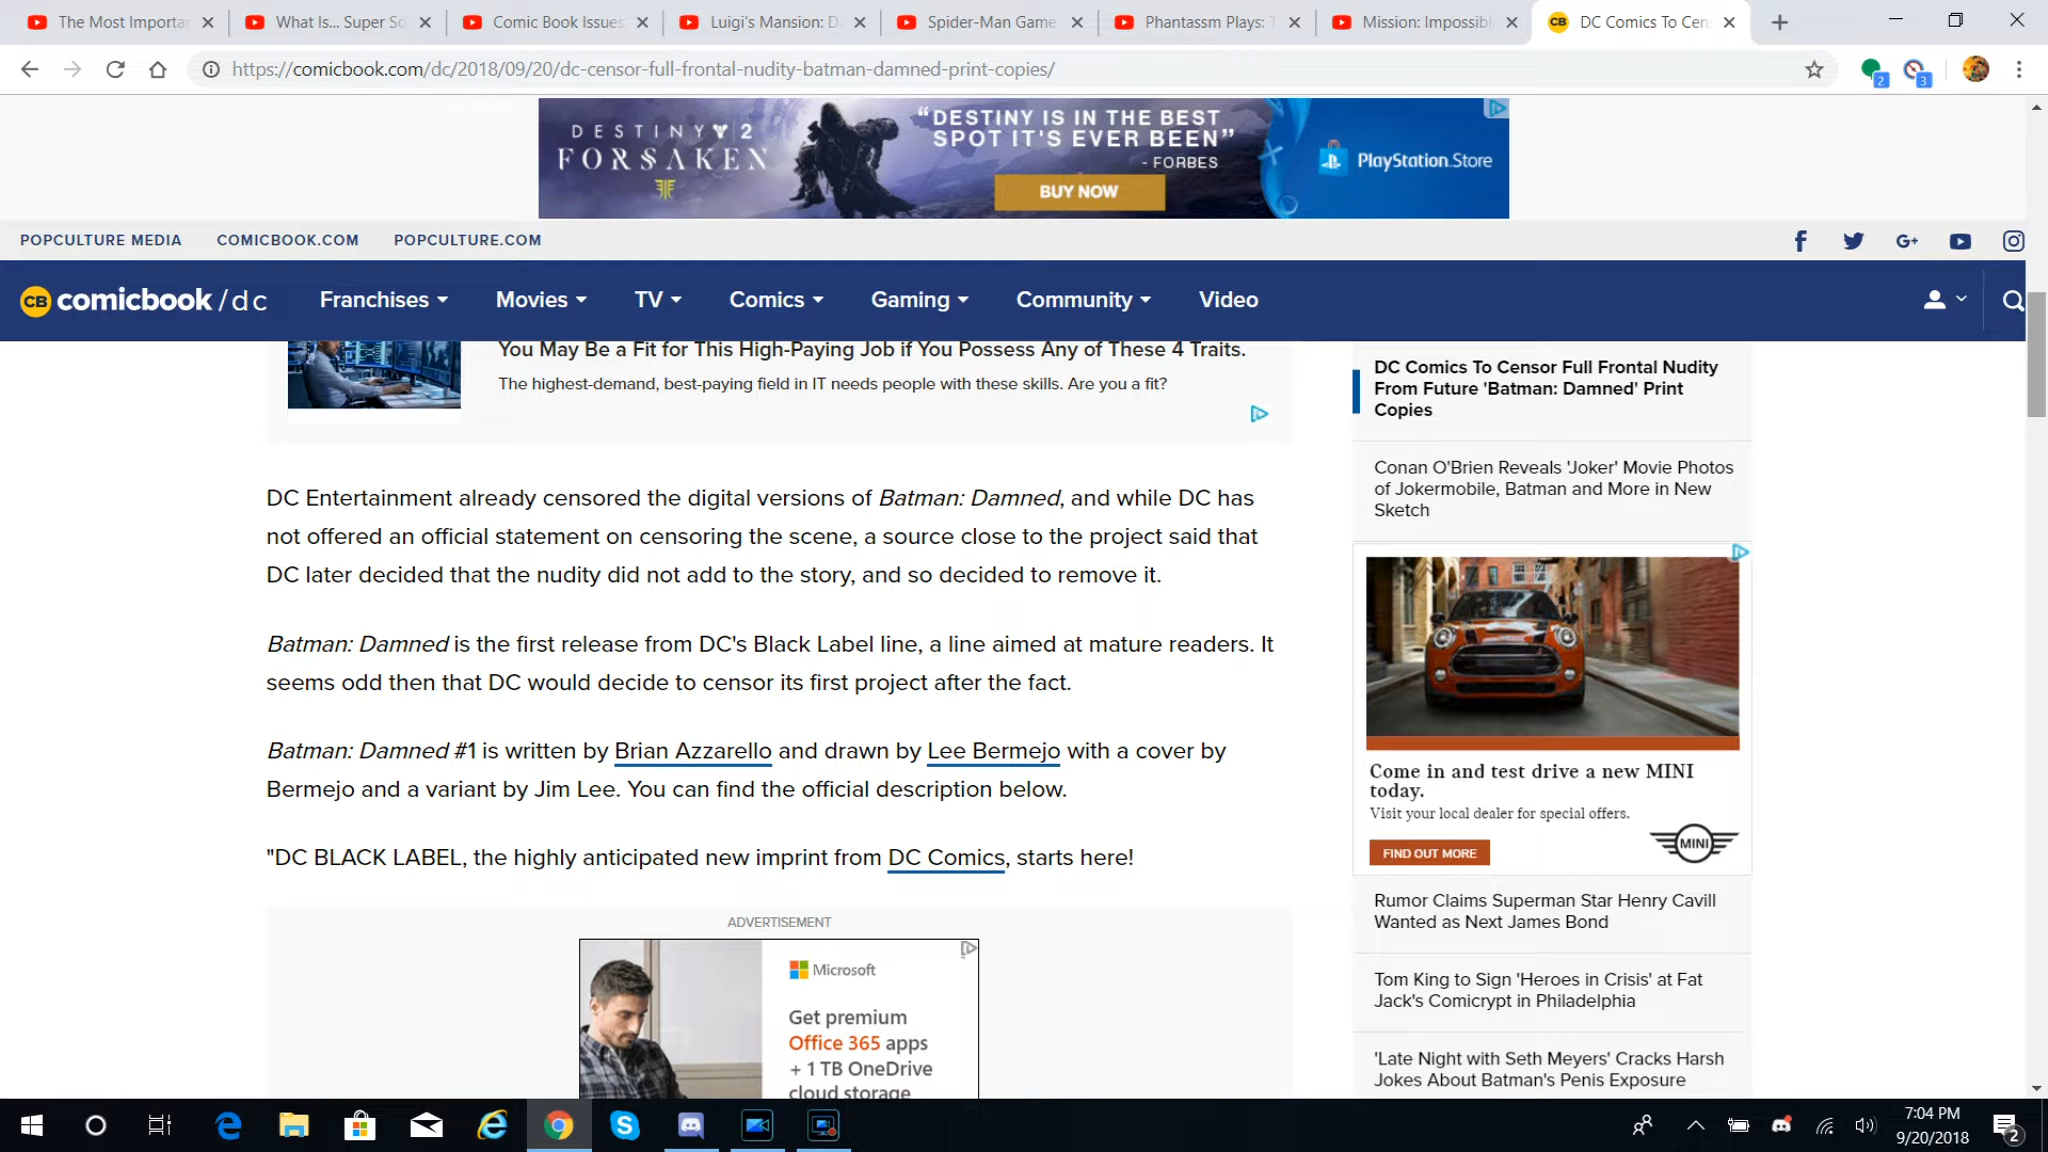 The Most Importa
What Is... Super So
Comic Book Issues
Luigi's Mansion: D
Spider-Man Game
Phantassm Plays: T
Mission: Impossibl
DC Comics To Cen
https://comicbook.com/dc/2018/09/20/dc-censor-full-frontal-nudity-batman-damned-print-copies/
2
3
DESTINY 2
FORSAKEN
"DESTINY IS IN THE BEST
SPOT IT'S EVER BEEN"
- FORBES
BUY NOW
PlayStation.Store
POPCULTURE MEDIA
COMICBOOK.COM
POPCULTURE.COM
G+
CB comicbook /dc
Franchises
Movies
TV
Comics
Gaming
Community
Video
You May Be a Fit for This High-Paying Job if You Possess Any of These 4 Traits.
The highest-demand, best-paying field in IT needs people with these skills. Are you a fit?
DC Entertainment already censored the digital versions of Batman: Damned, and while DC has
not offered an official statement on censoring the scene, a source close to the project said that
DC later decided that the nudity did not add to the story, and so decided to remove it.
Batman: Damned is the first release from DC's Black Label line, a line aimed at mature readers. It
seems odd then that DC would decide to censor its first project after the fact.
Batman: Damned #1 is written by Brian Azzarello and drawn by Lee Bermejo with a cover by
Bermejo and a variant by Jim Lee. You can find the official description below.
"DC BLACK LABEL, the highly anticipated new imprint from DC Comics, starts here!
ADVERTISEMENT
Microsoft
Get premium
Office 365 apps
+ 1 TB OneDrive
cloud storage
DC Comics To Censor Full Frontal Nudity
From Future 'Batman: Damned' Print
Copies
Conan O'Brien Reveals 'Joker' Movie Photos
of Jokermobile, Batman and More in New
Sketch
Come in and test drive a new MINI
today.
Visit your local dealer for special offers.
FIND OUT MORE
MINI
Rumor Claims Superman Star Henry Cavill
Wanted as Next James Bond
Tom King to Sign 'Heroes in Crisis' at Fat
Jack's Comicrypt in Philadelphia
'Late Night with Seth Meyers' Cracks Harsh
Jokes About Batman's Penis Exposure
7:04 PM
9/20/2018
2